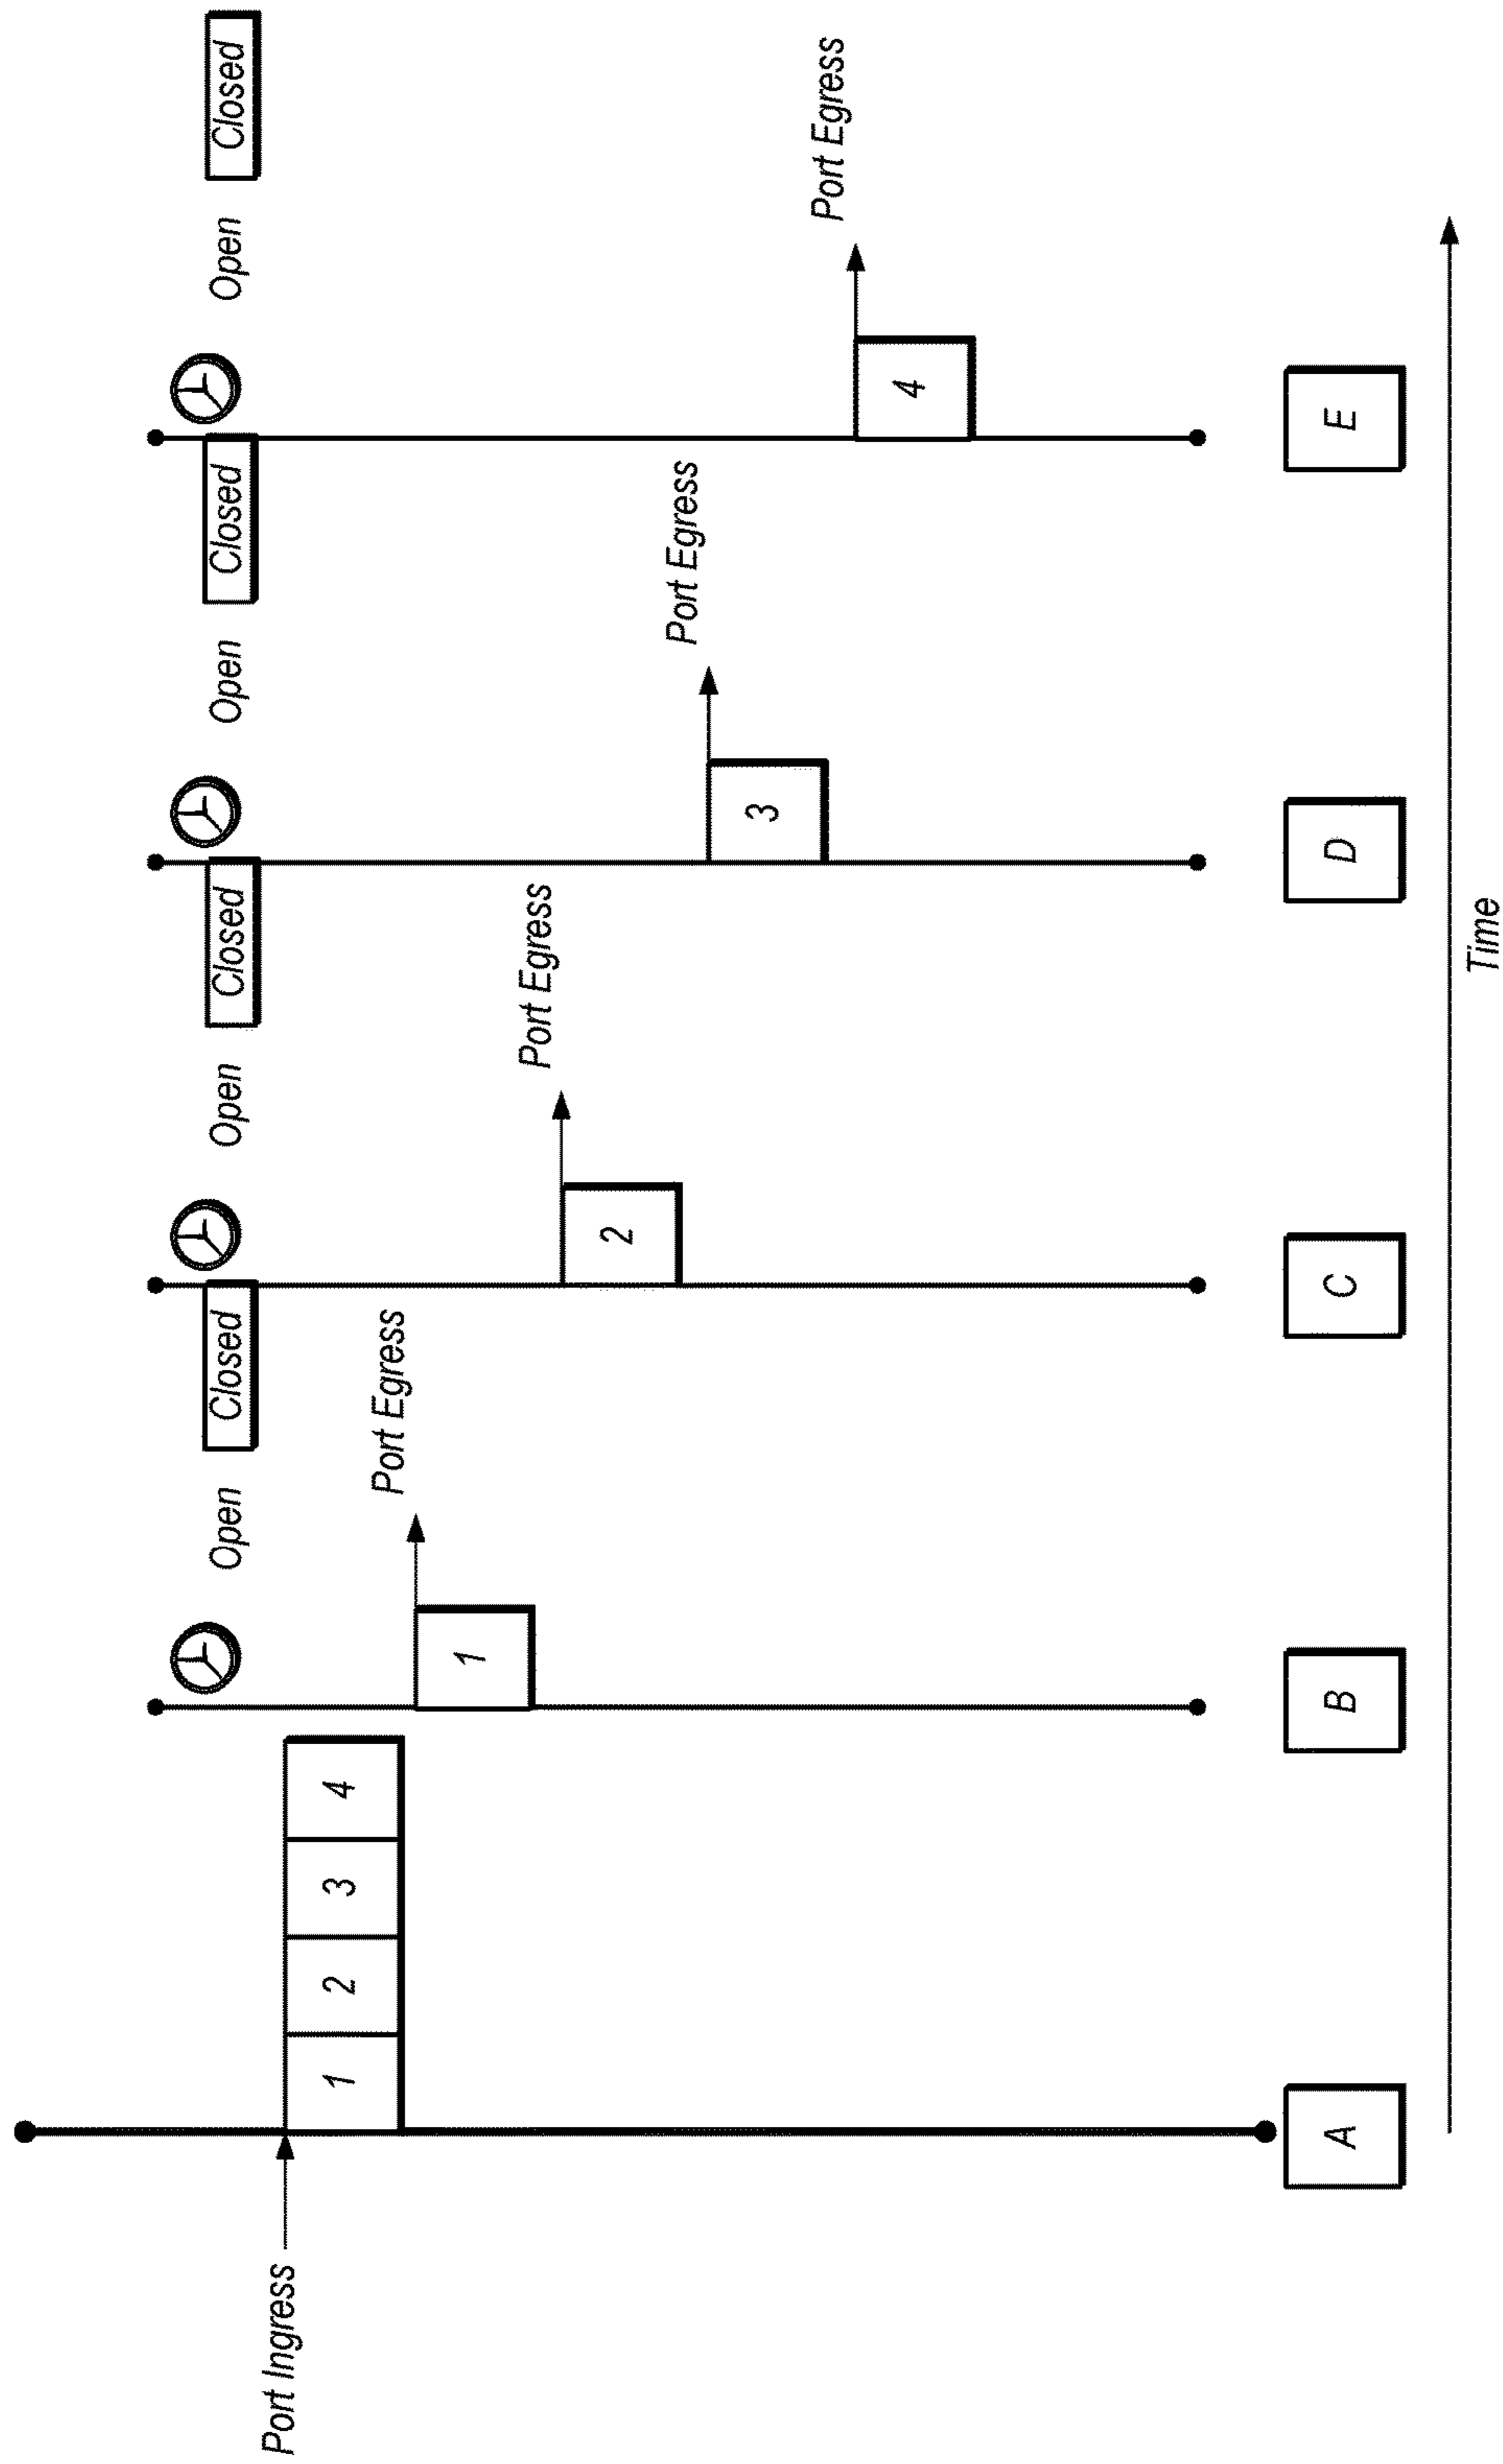 Open
Closed
Open
Closed
Open
Closed
Open
Closed
Port Ingress
1
2
3
4
1
Port Egress
2
Port Egress
3
Port Egress
4
Port Egress
A
B
C
D
E
Time